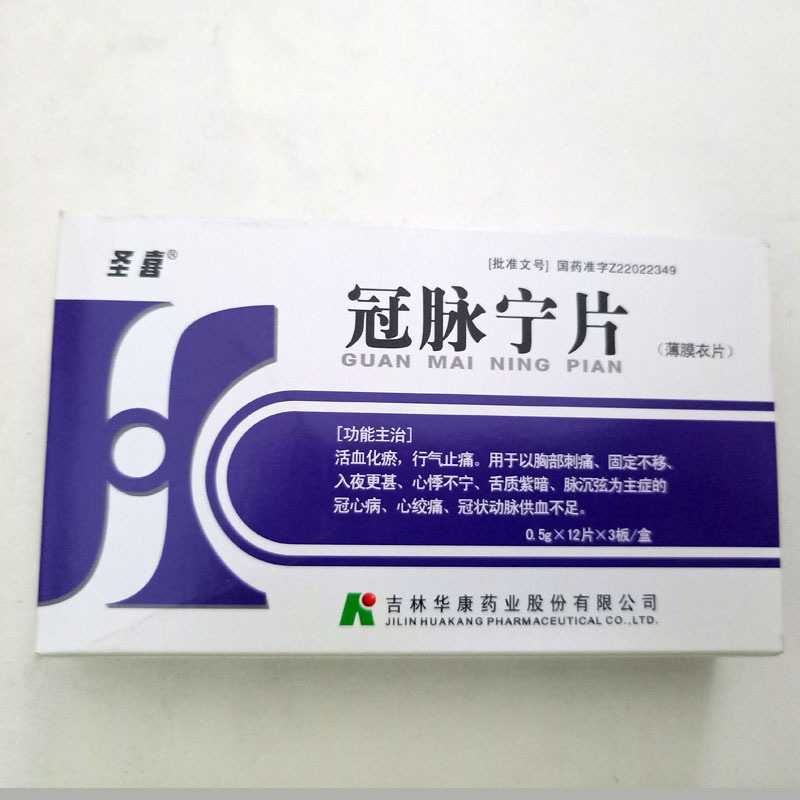 圣喜®
[批准文号] 国药准字Z22022349
冠脉宁片
(薄膜衣片)
GUAN MAI NING PIAN
[功能主治]
活血化瘀，行气止痛。用于以胸部刺痛、固定不移、
入夜更甚、心悸不宁、舌质紫暗、脉沉弦为主症的
冠心病、心绞痛、冠状动脉供血不足。
0.5g×12片×3板/盒
吉林华康药业股份有限公司
JILIN HUAKANG PHARMACEUTICAL CO.,LTD.